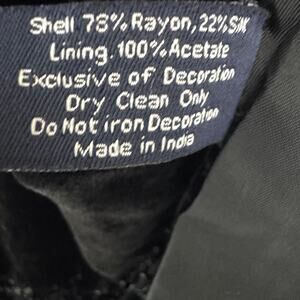 Shell 78% Rayon, 22% Silk
Lining. 100% Acetate
Exclusive of Decoration
Dry Clean Only
Do Not iron Decoration
Made in India